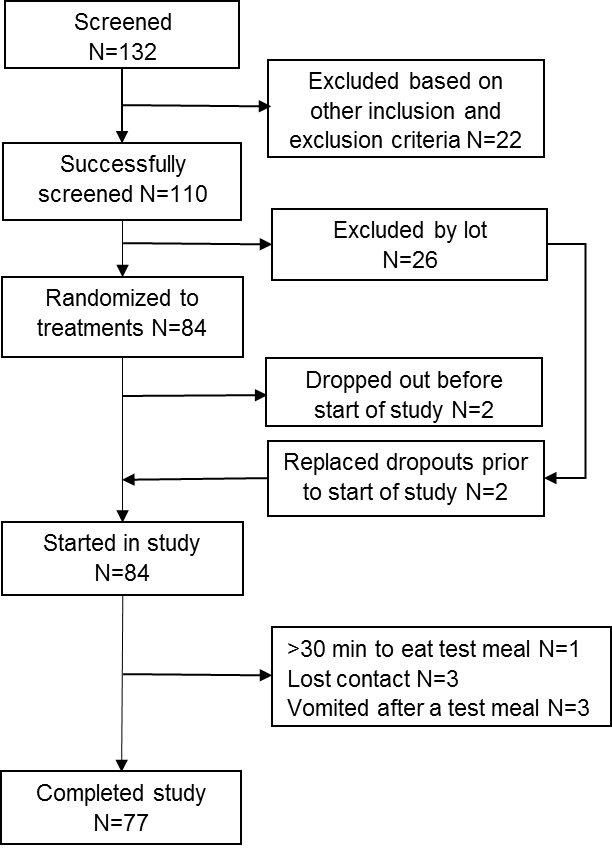 Screened
N=132
Excluded based on
other inclusion and
exclusion criteria N=22
Successfully
screened N=110
Excluded by lot
N=26
Randomized to
treatments N=84
Dropped out before
start of study N=2
Replaced dropouts prior
to start of study N=2
Started in study
N=84
>30 min to eat test meal N=1
Lost contact N=3
Vomited after a test meal N=3
Completed study
N=77